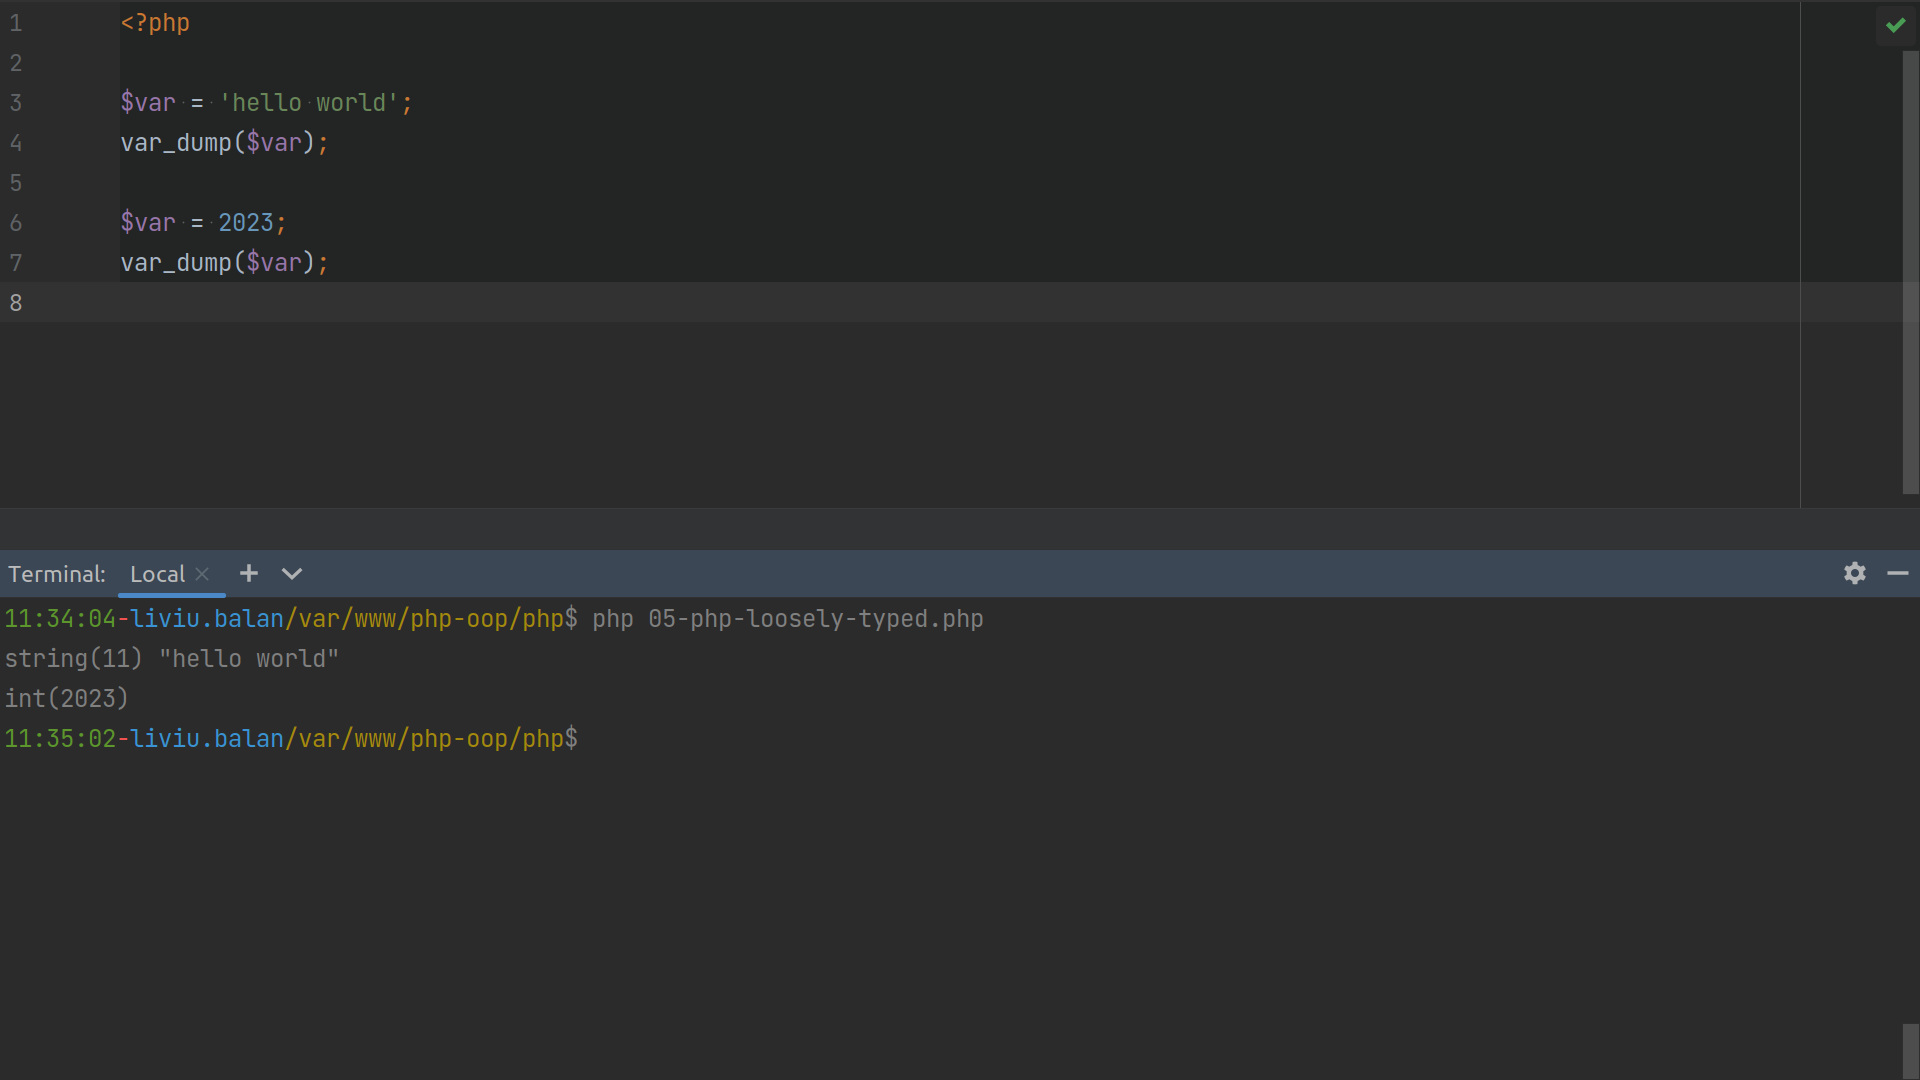 1 <?php
2
3 $var = 'hello world';
4 var_dump($var);
5
6 $var = 2023;
7 var_dump($var);
8
Terminal: Local
11:34:04-liviu.balan/var/www/php-oop/php$ php 05-php-loosely-typed.php
string(11) "hello world"
int(2023)
11:35:02-liviu.balan/var/www/php-oop/php$